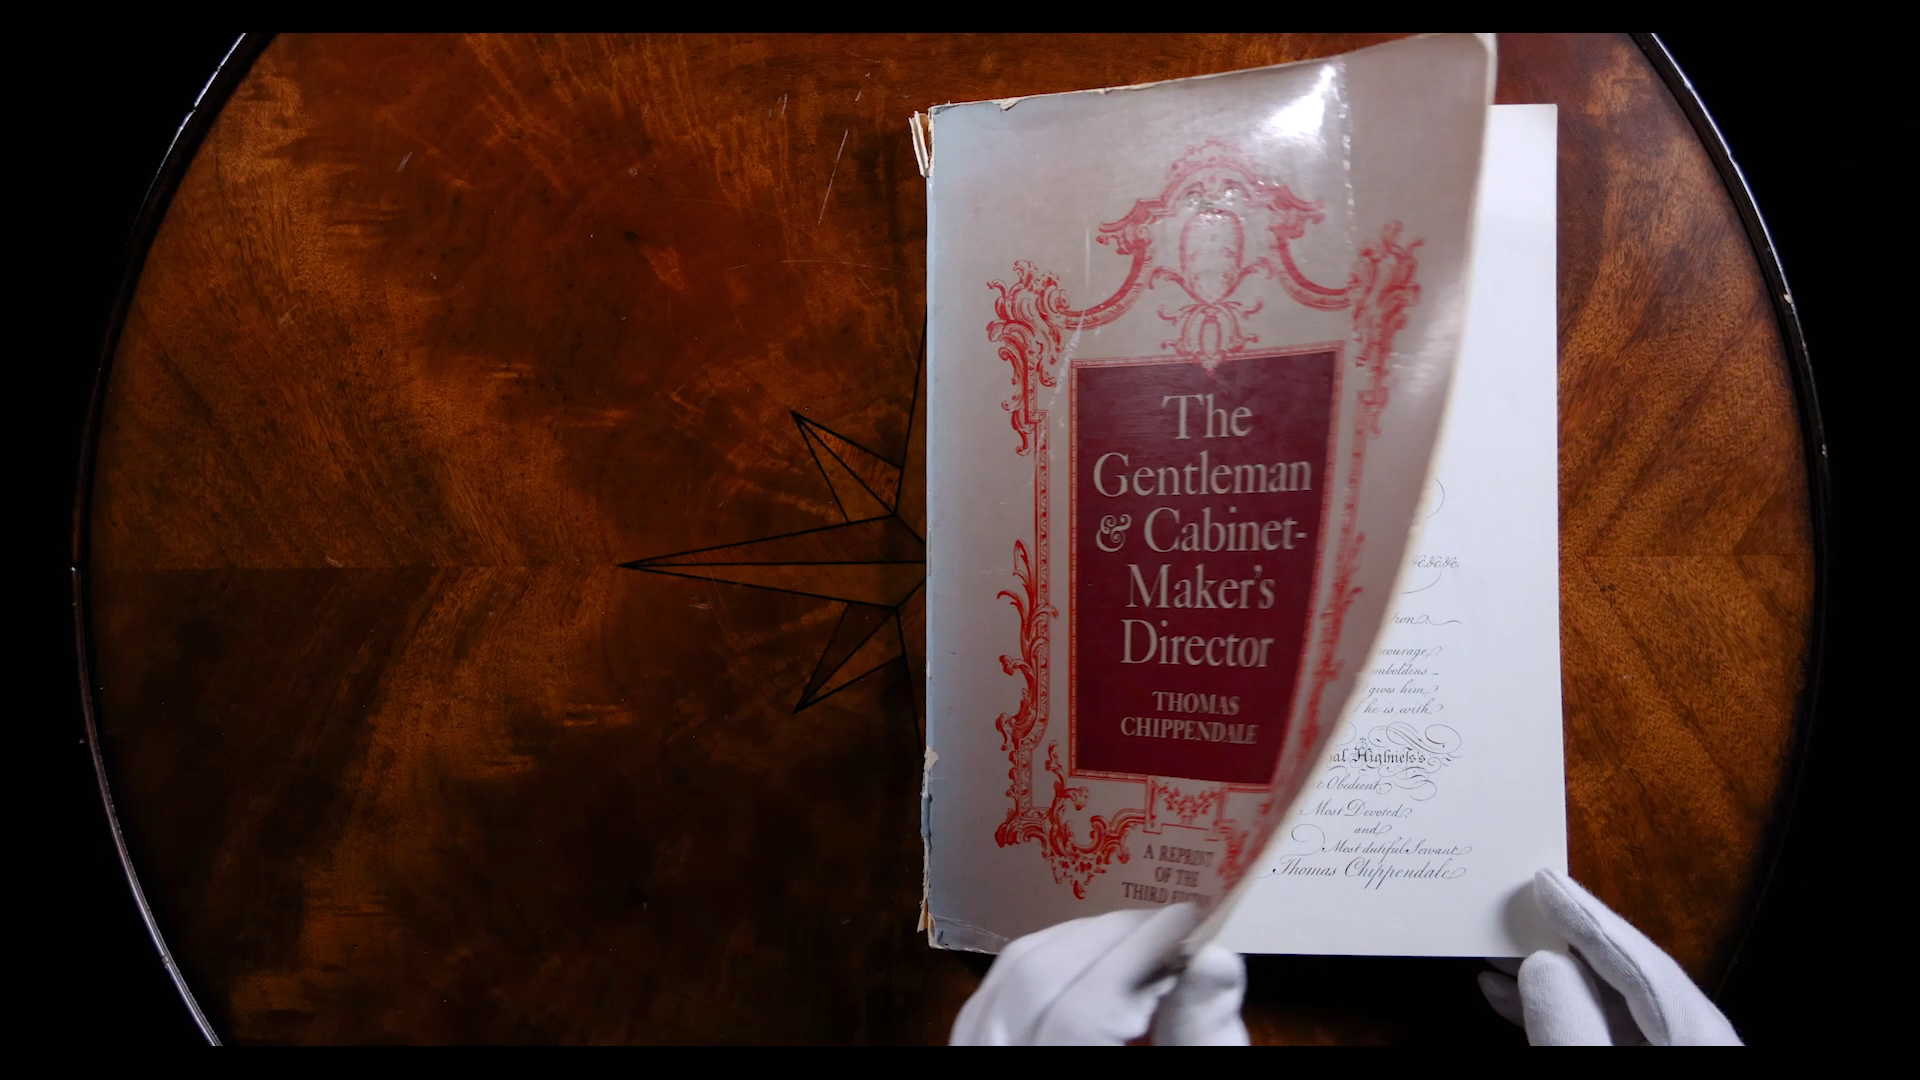 The
Gentleman
& Cabinet-
Maker's
Director
THOMAS
CHIPPENDALE
A REPRINT
OF THE
THIRD
&c.&c.&c.
courage,
emboldens
gives him
he is with
Highness's
Obedient,
Most Devoted,
and
Most dutiful Servant
Thomas Chippendale